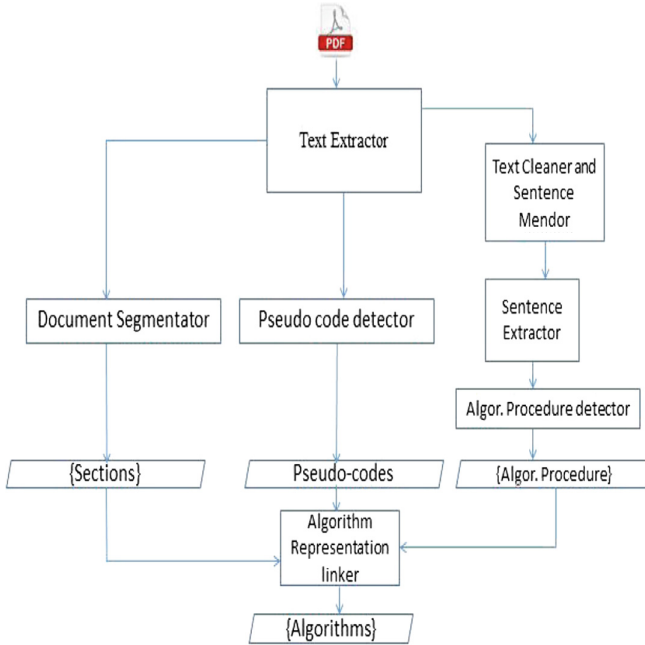 PDF
Text Extractor
Text Cleaner and
Sentence
Mendor
Document Segmentator
Pseudo code detector
Sentence
Extractor
Algor. Procedure detector
{Sections}
Pseudo-codes
{Algor. Procedure}
Algorithm
Representation
linker
{Algorithms}